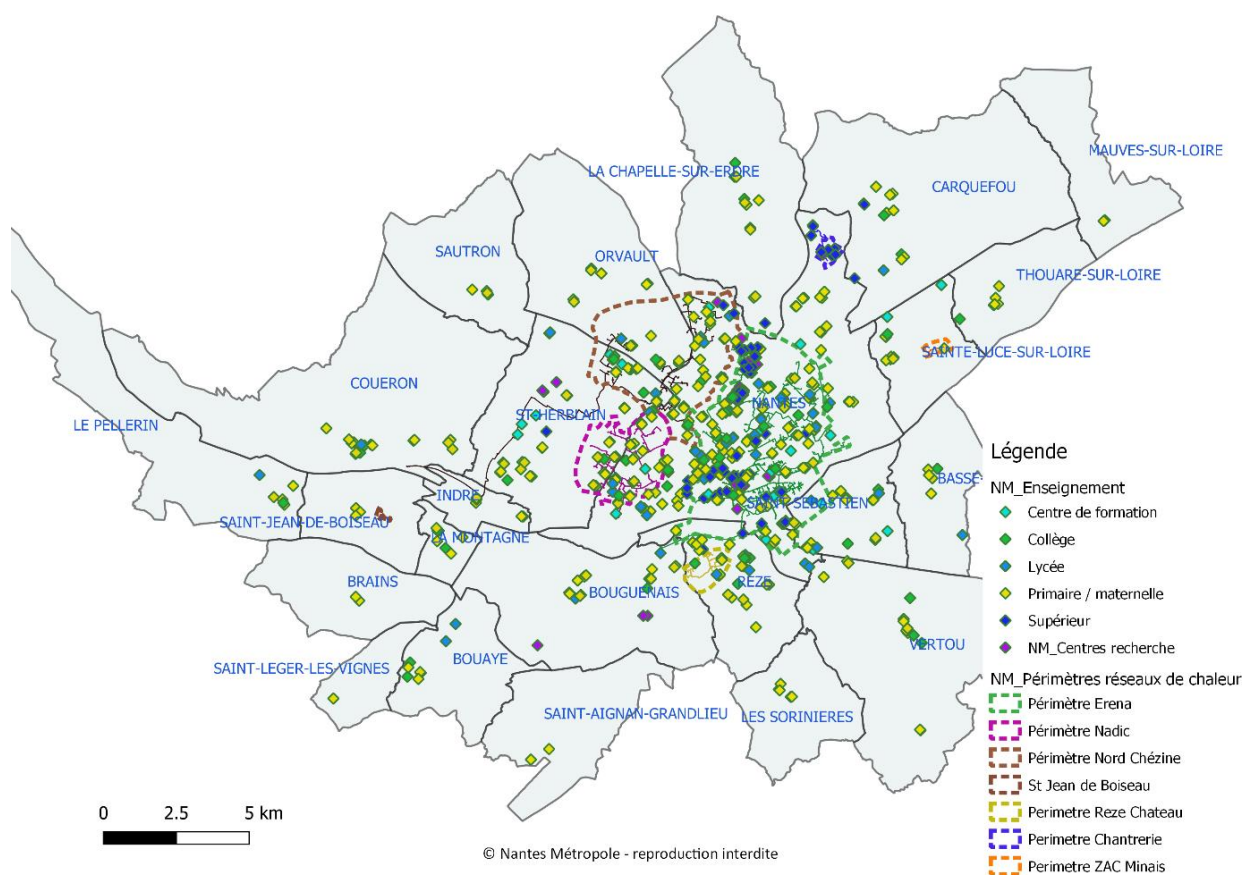 MAUVES-SUR-LOIRE
LA CHAPELLE-SUR-ERDRE
CARQUEFOU
SAUTRON
ORVAULT
THOUARE-SUR-LOIRE
SAINTE-LUCE-SUR-LOIRE
COUERON
NANTES
ST-HERBLAIN
LE PELLERIN
BASSE-
INDRE
SAINT-SEBASTIEN
SAINT-JEAN-DE-BOISEAU
LA MONTAGNE
BRAINS
BOUGUENAIS
REZE
VERTOU
SAINT-LEGER-LES-VIGNES
BOUAYE
SAINT-AIGNAN-GRANDLIEU
LES SORINIERES
Légende
NM_Enseignement
Centre de formation
Collège
Lycée
Primaire / maternelle
Supérieur
NM_Centres recherche
NM_Périmètres réseaux de chaleur
Périmètre Erena
Périmètre Nadic
Périmètre Nord Chézine
St Jean de Boiseau
Perimetre Reze Chateau
Perimetre Chantrerie
Perimetre ZAC Minais
0 2.5 5 km
© Nantes Métropole - reproduction interdite